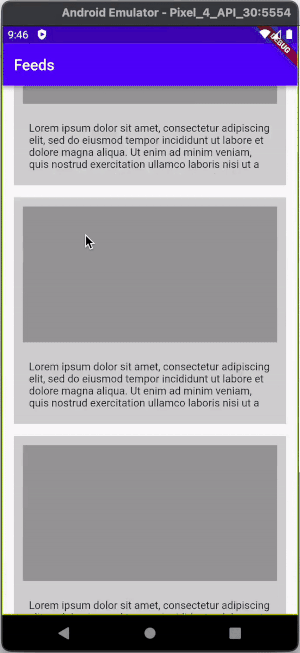 Android Emulator - Pixel_4_API_30:5554
9:46
DEBUG
Feeds
Lorem ipsum dolor sit amet, consectetur adipiscing
elit, sed do eiusmod tempor incididunt ut labore et
dolore magna aliqua. Ut enim ad minim veniam,
quis nostrud exercitation ullamco laboris nisi ut a
Lorem ipsum dolor sit amet, consectetur adipiscing
elit, sed do eiusmod tempor incididunt ut labore et
dolore magna aliqua. Ut enim ad minim veniam,
quis nostrud exercitation ullamco laboris nisi ut a
Lorem ipsum dolor sit amet, consectetur adipiscing